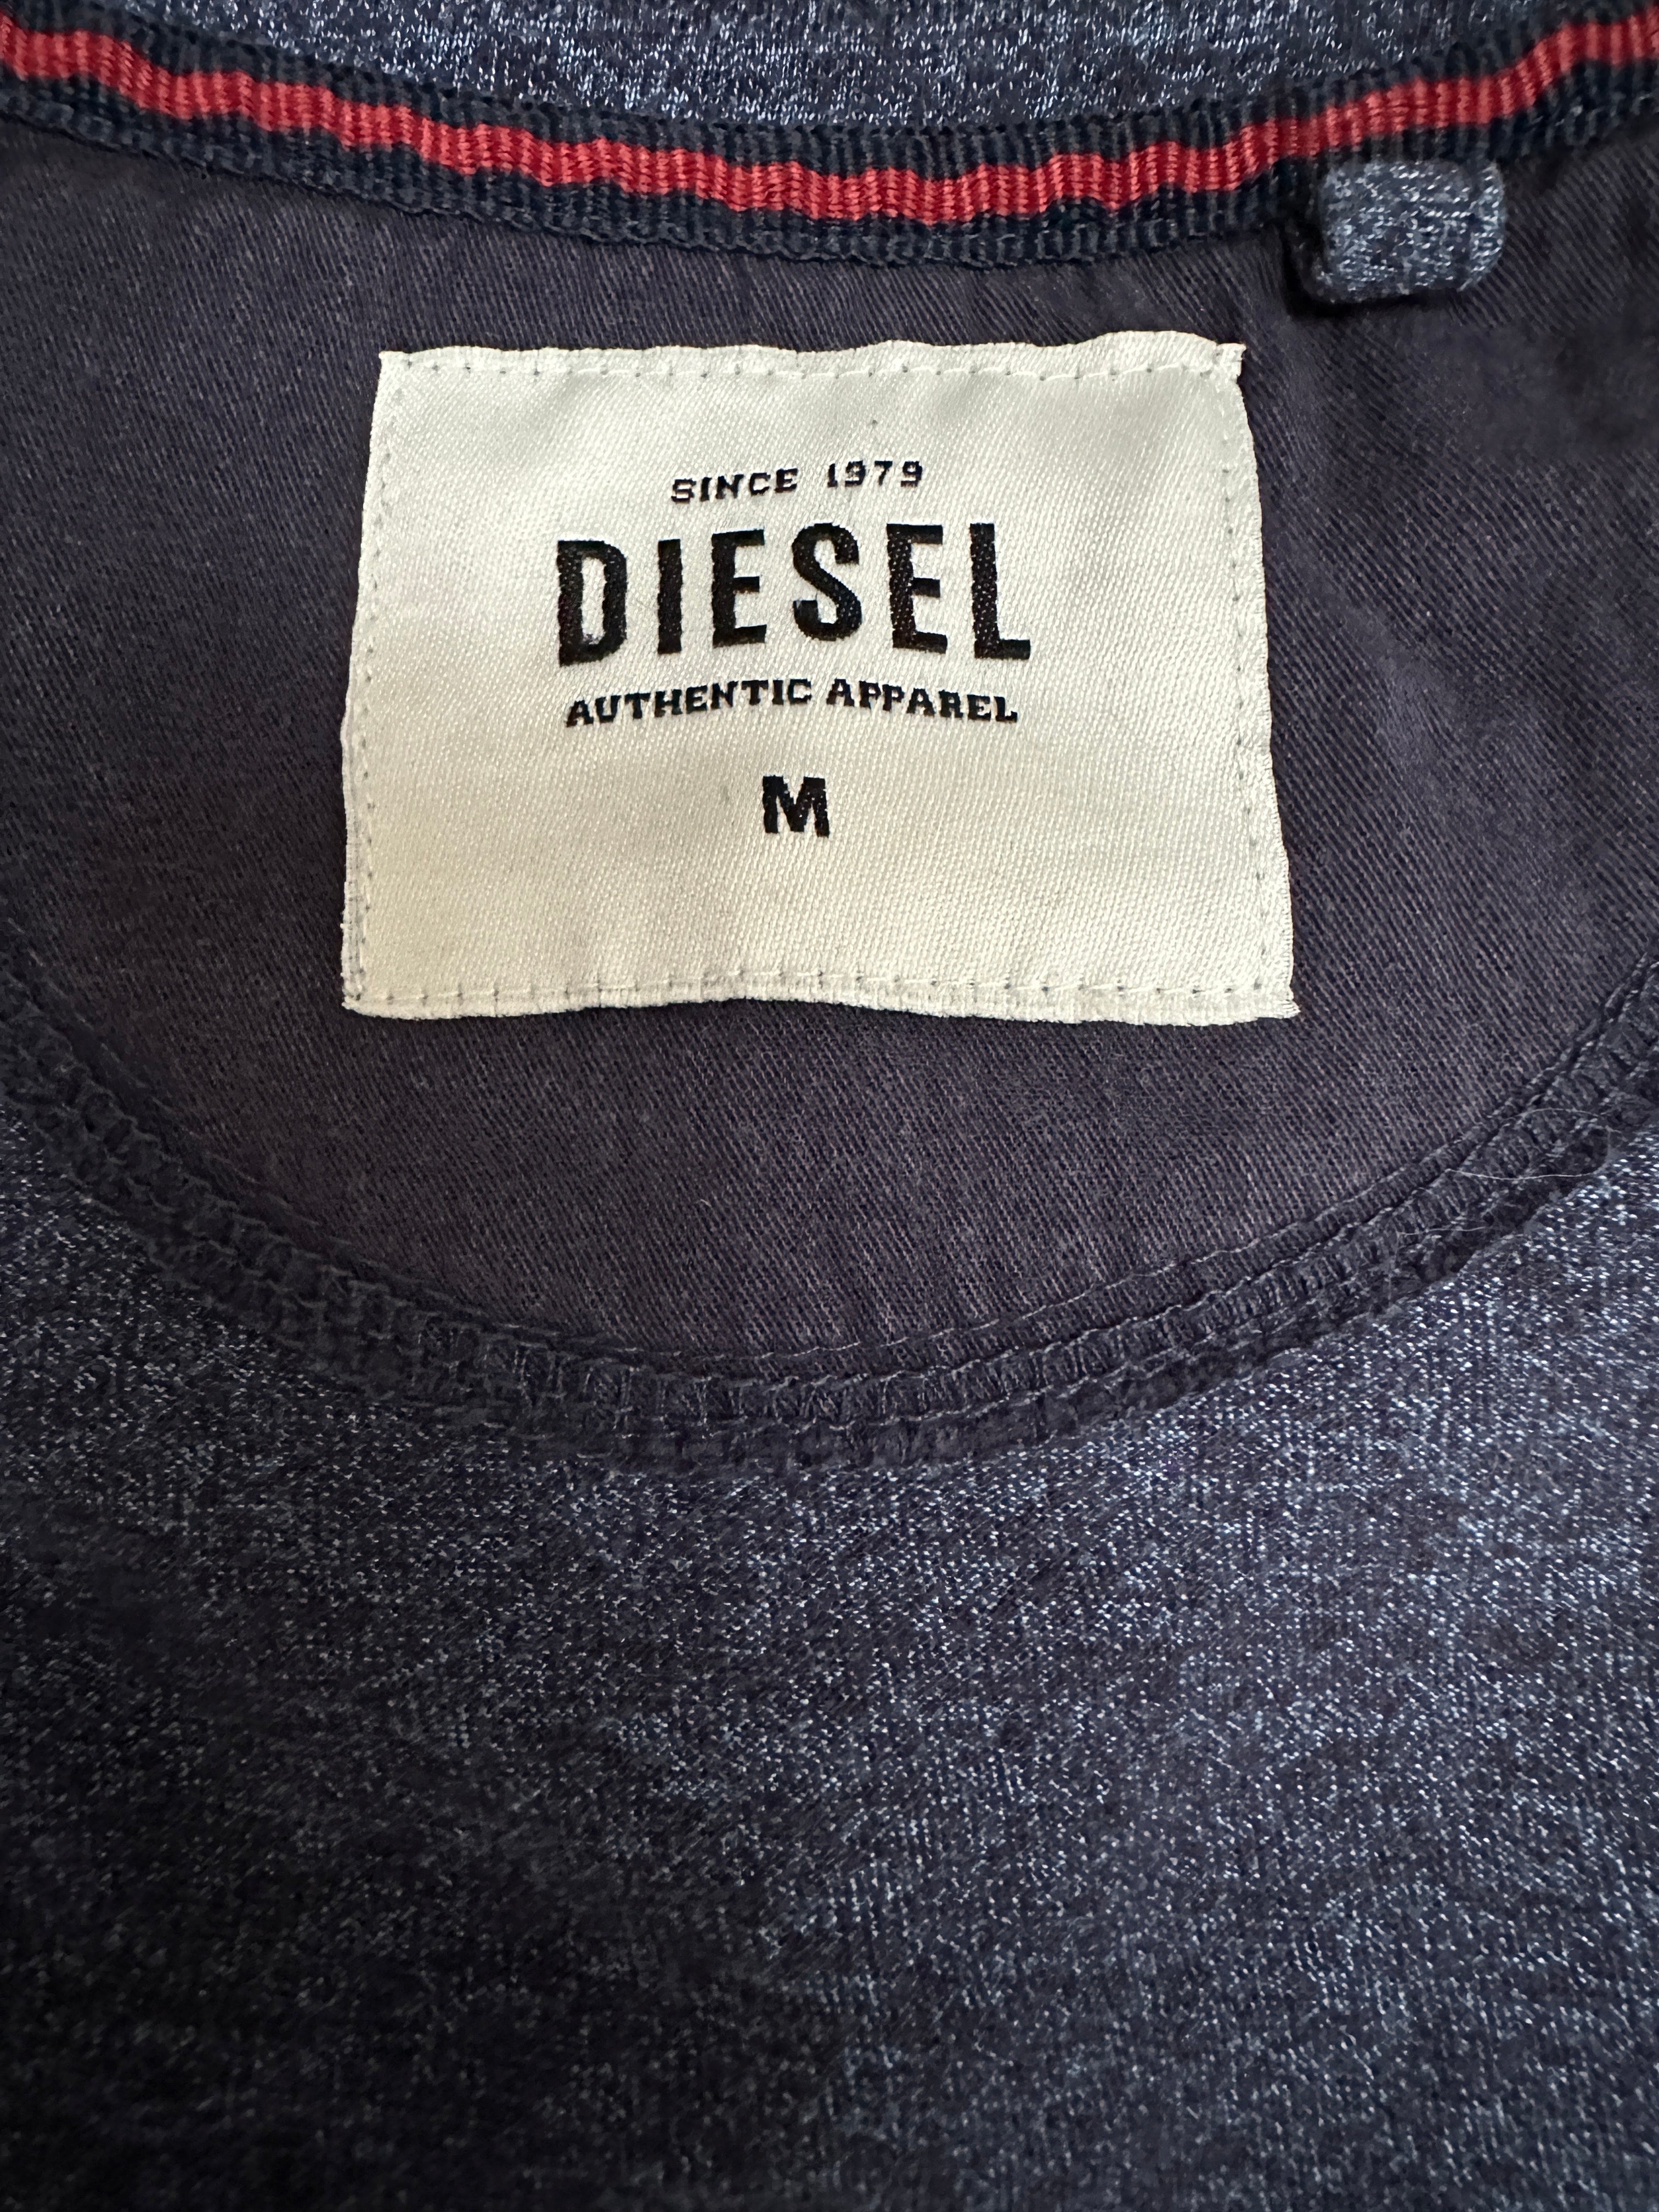 SINCE 1979
DIESEL
AUTHENTIC APPAREL
M